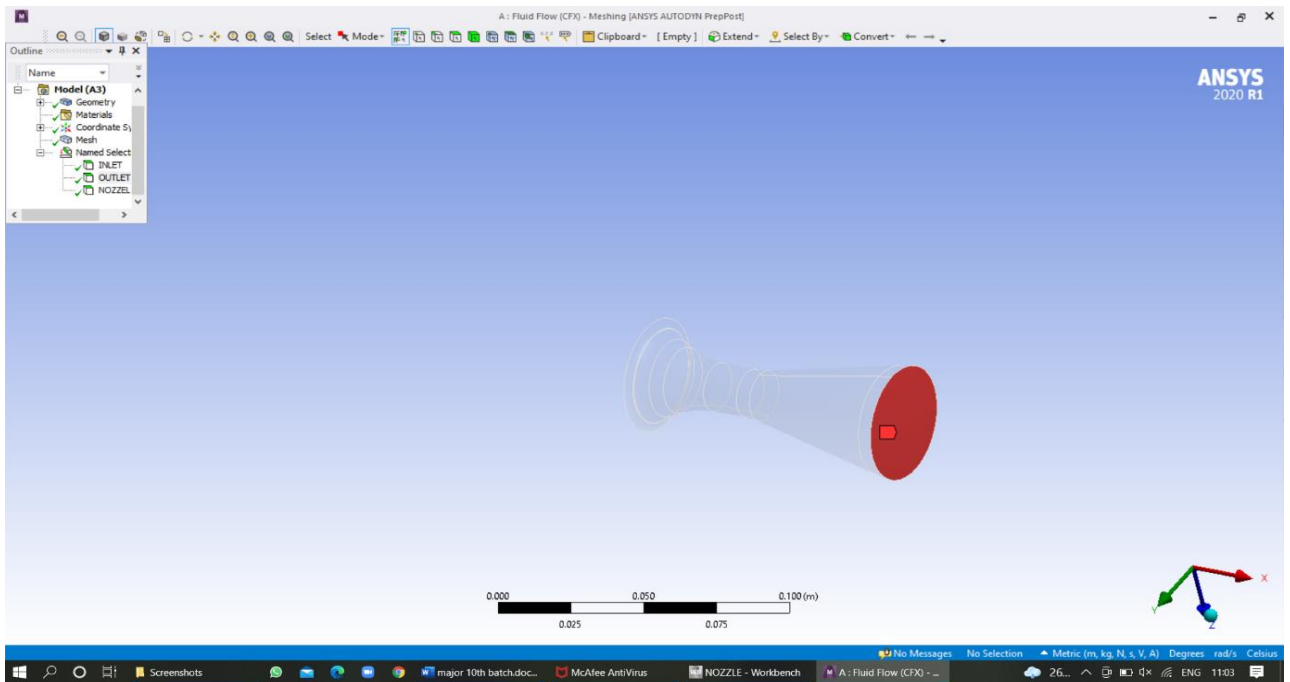 M
A : Fluid Flow (CFX) - Meshing [ANSYS AUTODYN PrepPost]
Select Mode Clipboard [ Empty ] Extend Select By Convert
Outline
Name
Model (A3)
Geometry
Materials
Coordinate Sy
Mesh
Named Select
INLET
OUTLET
NOZZEL
ANSYS
2020 R1
0.000 0.050 0.100 (m)
0.025 0.075
X
Y
Z
No Messages No Selection Metric (m, kg, N, s, V, A) Degrees rad/s Celsius
Screenshots major 10th batch.doc... McAfee AntiVirus NOZZLE - Workbench A : Fluid Flow (CFX) - ... 26... ENG 11:03